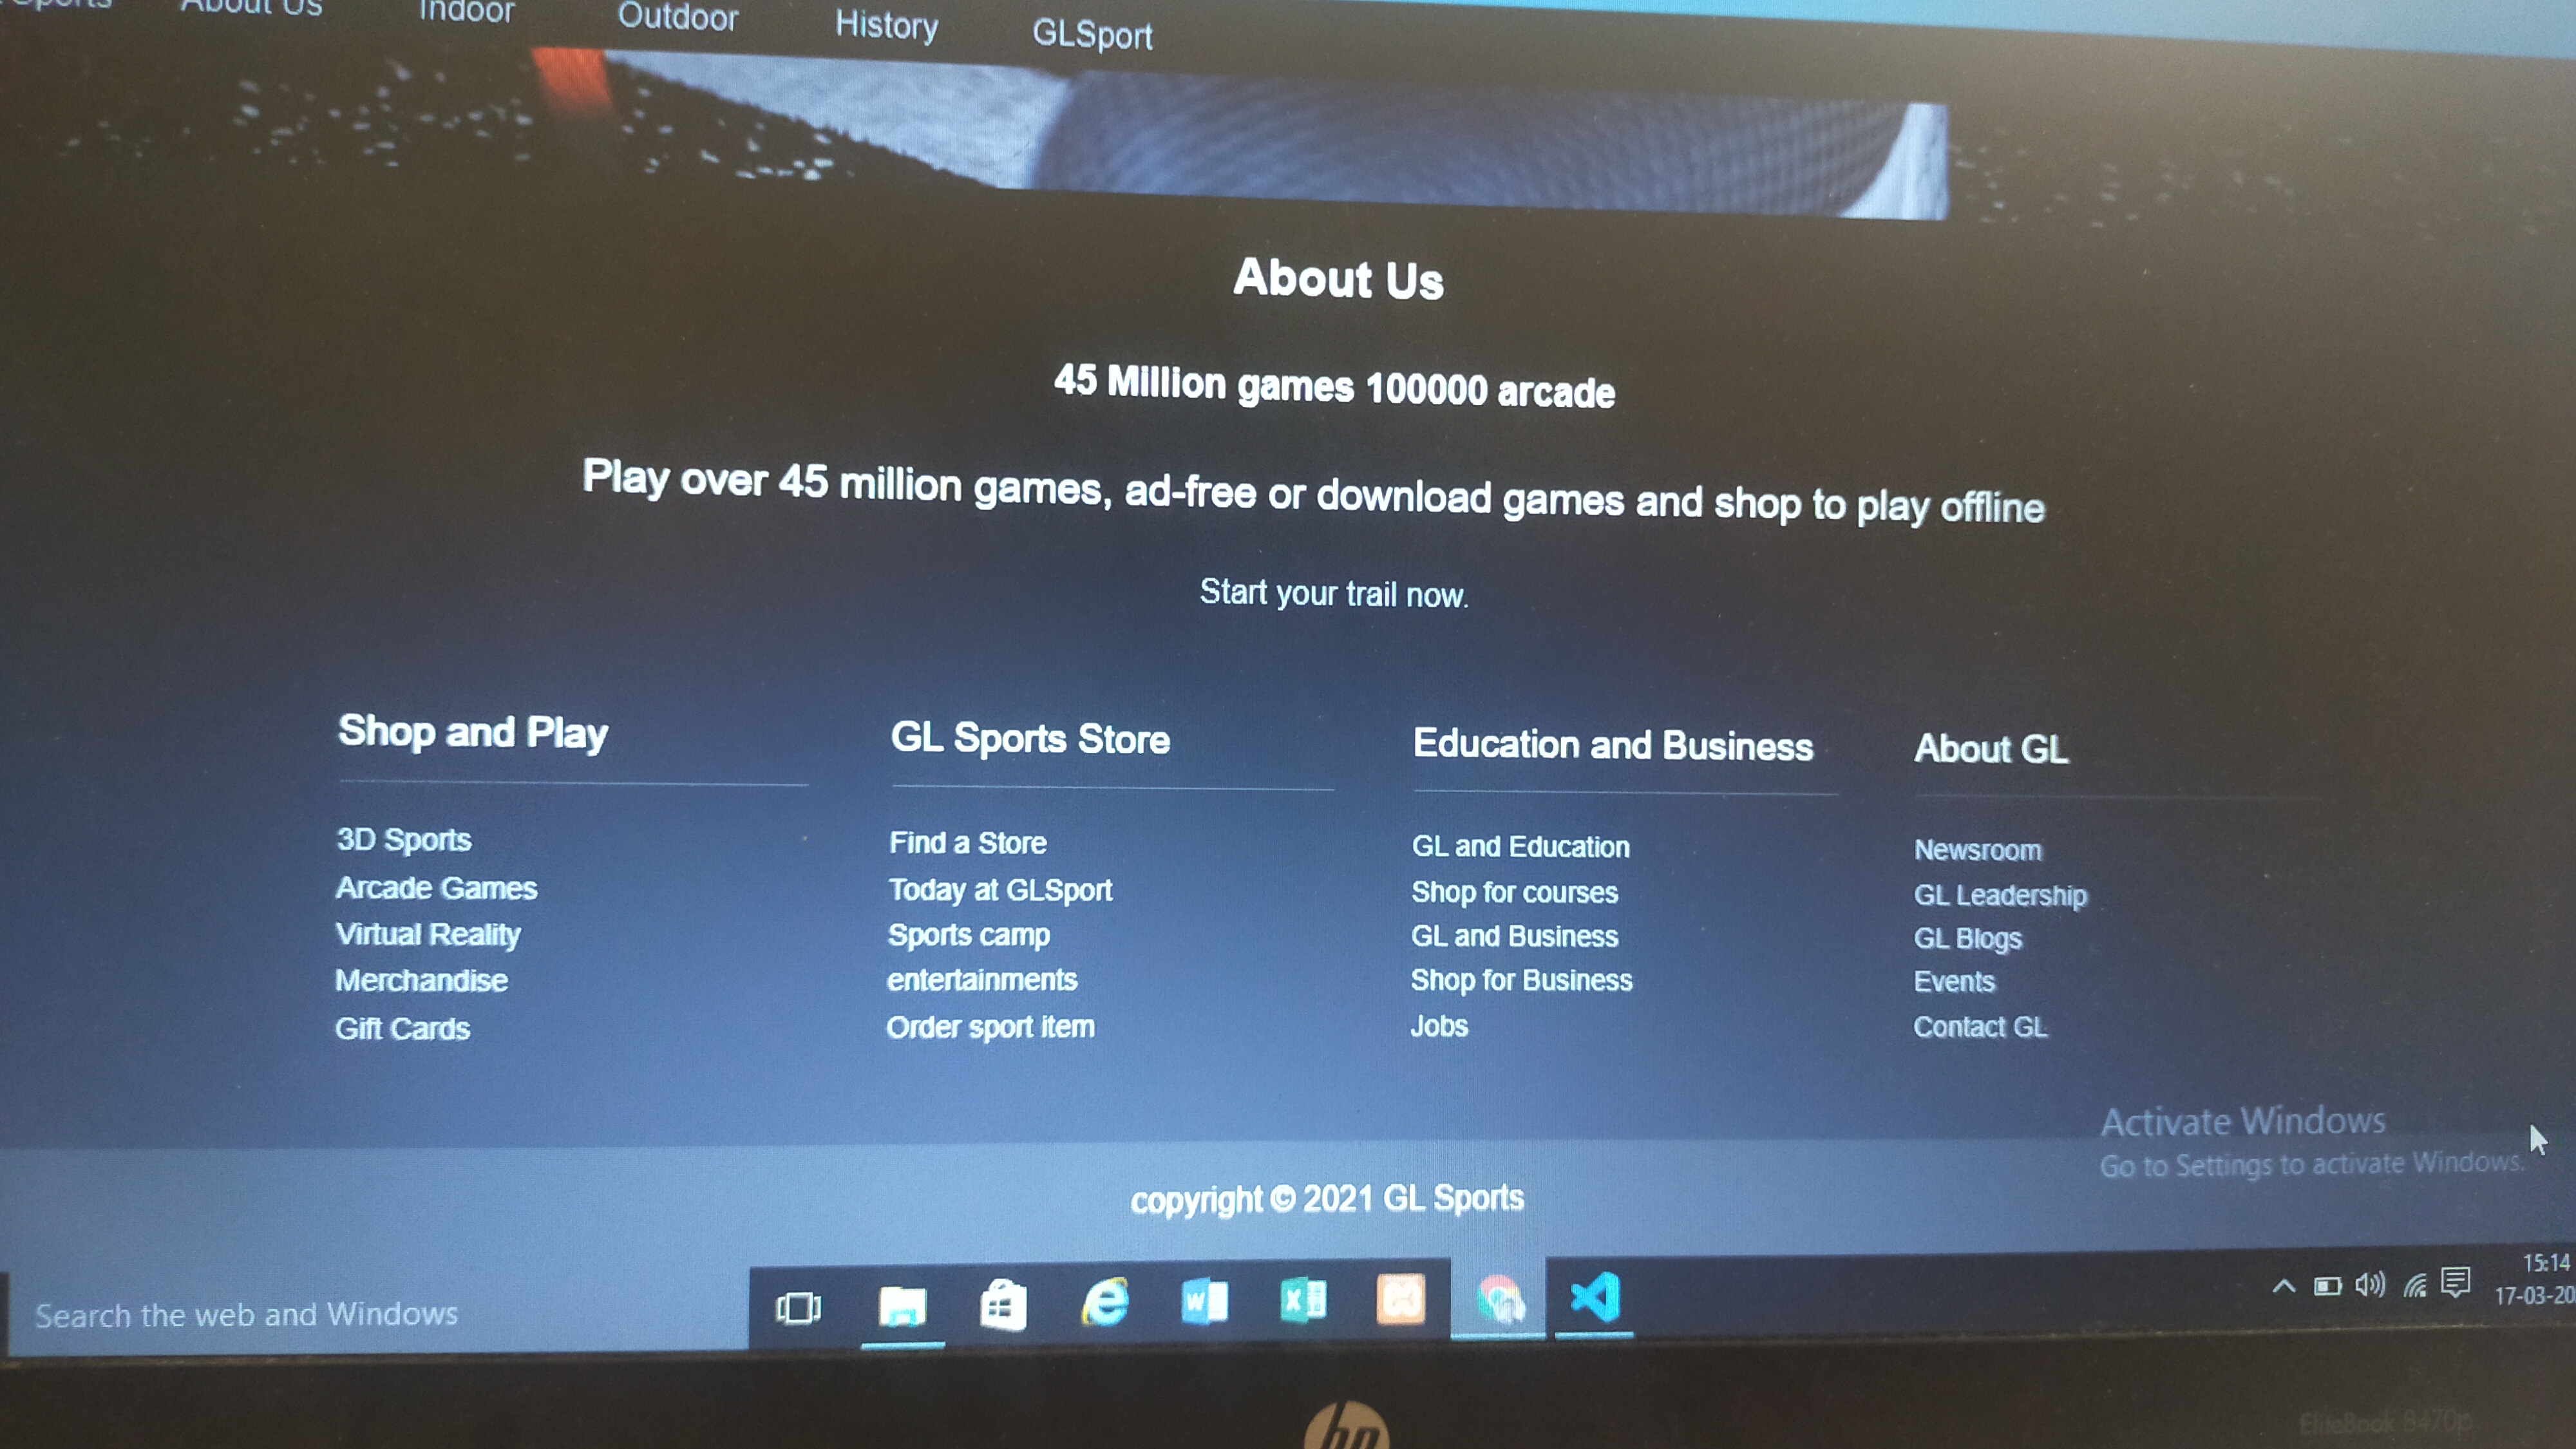 Sports About Us Indoor Outdoor History GLSport
About Us
45 Million games 100000 arcade
Play over 45 million games, ad-free or download games and shop to play offline
Start your trail now.
Shop and Play
3D Sports
Arcade Games
Virtual Reality
Merchandise
Gift Cards
GL Sports Store
Find a Store
Today at GLSport
Sports camp
entertainments
Order sport item
Education and Business
GL and Education
Shop for courses
GL and Business
Shop for Business
Jobs
About GL
Newsroom
GL Leadership
GL Blogs
Events
Contact GL
Activate Windows
Go to Settings to activate Windows.
copyright © 2021 GL Sports
Search the web and Windows
15:14
17-03-20
hp
EliteBook 8470p